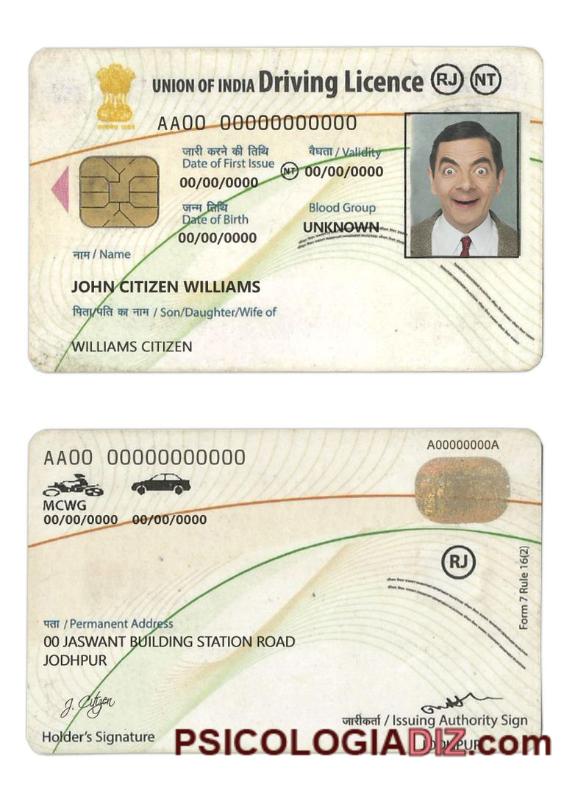 UNION OF INDIA Driving Licence RJ NT
AA00 00000000000
जारी करने की तिथि
Date of First Issue
00/00/0000
NT
वैधता / Validity
00/00/0000
जन्म तिथि
Date of Birth
00/00/0000
Blood Group
UNKNOWN
नाम / Name
JOHN CITIZEN WILLIAMS
पिता/पति का नाम / Son/Daughter/Wife of
WILLIAMS CITIZEN
AA00 00000000000
A00000000A
MCWG
00/00/0000 00/00/0000
RJ
Form 7 Rule 16(2)
पता / Permanent Address
00 JASWANT BUILDING STATION ROAD
JODHPUR
J. Citizen
Holder's Signature
जारीकर्ता / Issuing Authority Sign
JODHPUR
PSICOLOGIADIZ.com